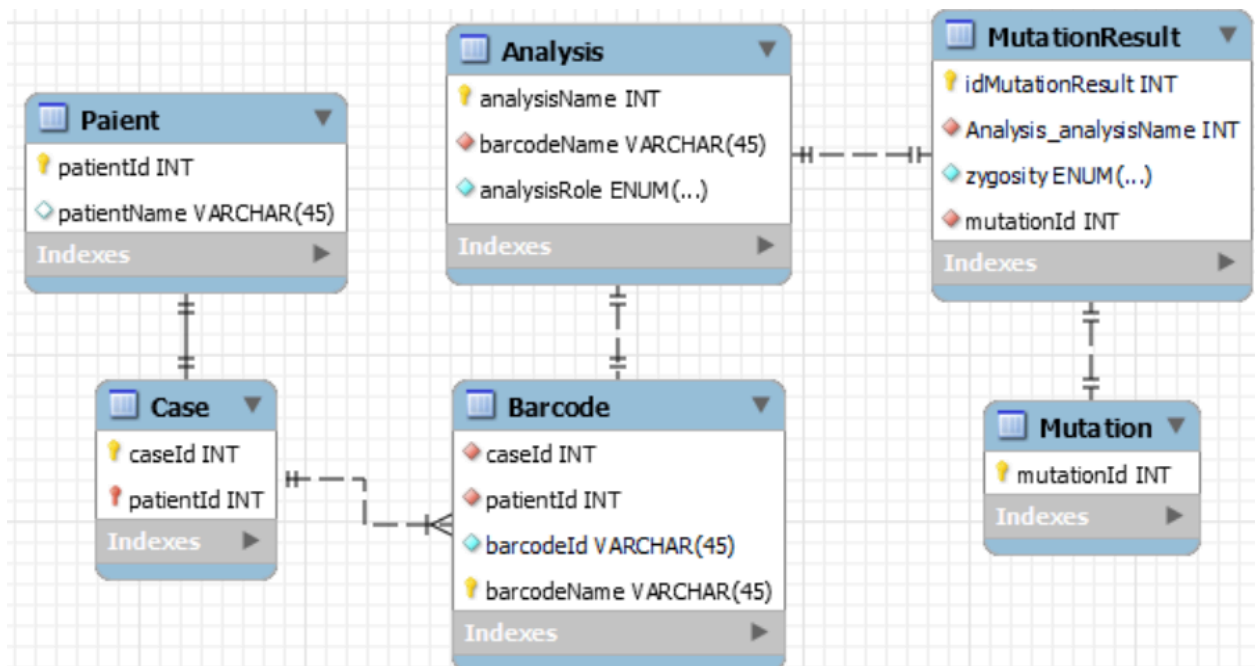 Paient
patientId INT
patientName VARCHAR(45)
Indexes
Analysis
analysisName INT
barcodeName VARCHAR(45)
analysisRole ENUM(...)
Indexes
MutationResult
idMutationResult INT
Analysis_analysisName INT
zygosity ENUM(...)
mutationId INT
Indexes
Case
caseId INT
patientId INT
Indexes
Barcode
caseId INT
patientId INT
barcodeId VARCHAR(45)
barcodeName VARCHAR(45)
Indexes
Mutation
mutationId INT
Indexes